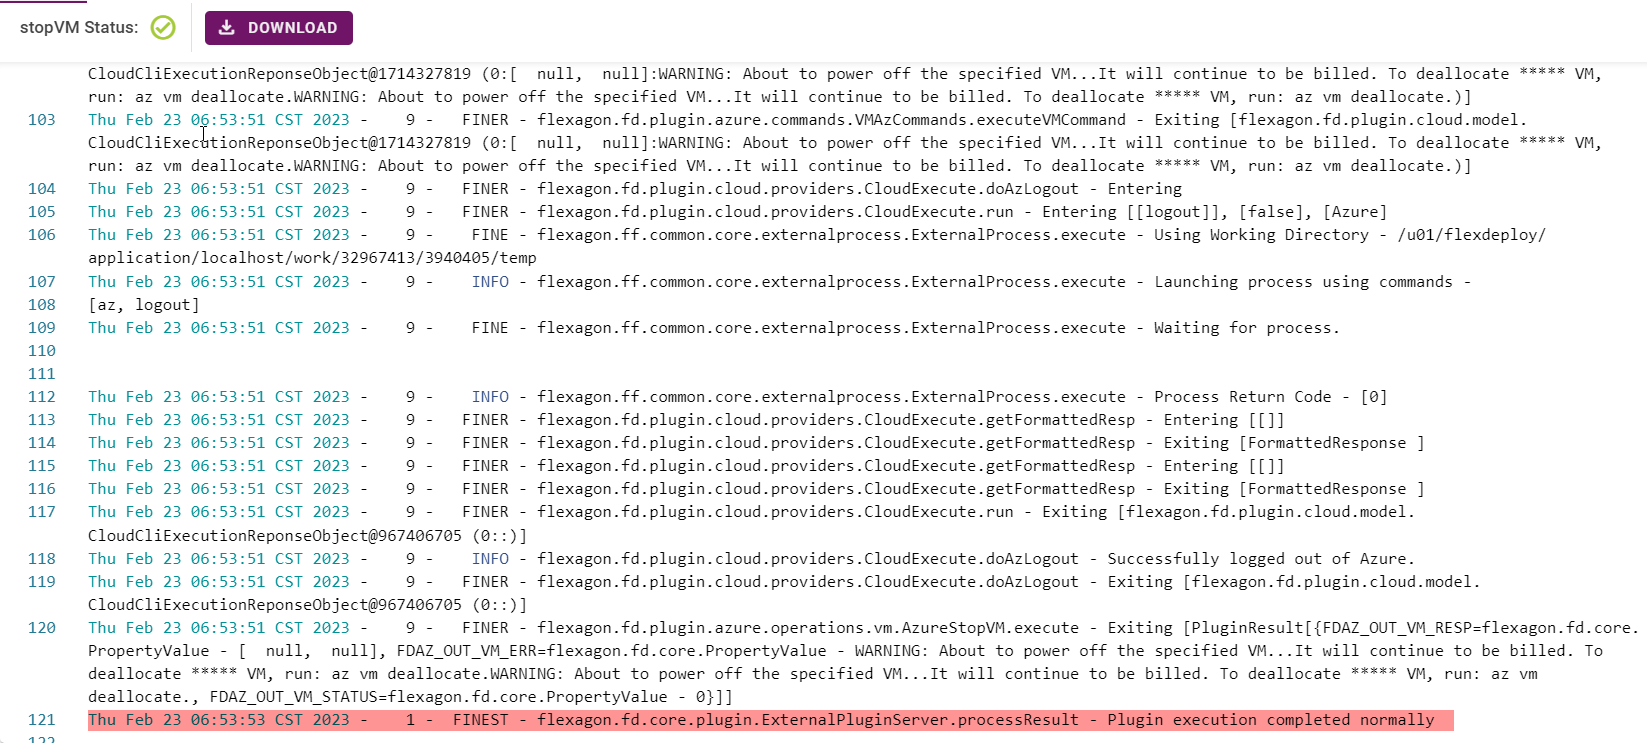 stopVM Status: DOWNLOAD
CloudCliExecutionReponseObject@1714327819 (0:[  null,  null]:WARNING: About to power off the specified VM...It will continue to be billed. To deallocate ***** VM,
run: az vm deallocate.WARNING: About to power off the specified VM...It will continue to be billed. To deallocate ***** VM, run: az vm deallocate.)]
103 Thu Feb 23 06:53:51 CST 2023 -    9 -   FINER - flexagon.fd.plugin.azure.commands.VMAzCommands.executeVMCommand - Exiting [flexagon.fd.plugin.cloud.model.
CloudCliExecutionReponseObject@1714327819 (0:[  null,  null]:WARNING: About to power off the specified VM...It will continue to be billed. To deallocate ***** VM,
run: az vm deallocate.WARNING: About to power off the specified VM...It will continue to be billed. To deallocate ***** VM, run: az vm deallocate.)]
104 Thu Feb 23 06:53:51 CST 2023 -    9 -   FINER - flexagon.fd.plugin.cloud.providers.CloudExecute.doAzLogout - Entering
105 Thu Feb 23 06:53:51 CST 2023 -    9 -   FINER - flexagon.fd.plugin.cloud.providers.CloudExecute.run - Entering [[logout]], [false], [Azure]
106 Thu Feb 23 06:53:51 CST 2023 -    9 -    FINE - flexagon.ff.common.core.externalprocess.ExternalProcess.execute - Using Working Directory - /u01/flexdeploy/
application/localhost/work/32967413/3940405/temp
107 Thu Feb 23 06:53:51 CST 2023 -    9 -    INFO - flexagon.ff.common.core.externalprocess.ExternalProcess.execute - Launching process using commands -
108 [az, logout]
109 Thu Feb 23 06:53:51 CST 2023 -    9 -    FINE - flexagon.ff.common.core.externalprocess.ExternalProcess.execute - Waiting for process.
110
111
112 Thu Feb 23 06:53:51 CST 2023 -    9 -    INFO - flexagon.ff.common.core.externalprocess.ExternalProcess.execute - Process Return Code - [0]
113 Thu Feb 23 06:53:51 CST 2023 -    9 -   FINER - flexagon.fd.plugin.cloud.providers.CloudExecute.getFormattedResp - Entering [[]]
114 Thu Feb 23 06:53:51 CST 2023 -    9 -   FINER - flexagon.fd.plugin.cloud.providers.CloudExecute.getFormattedResp - Exiting [FormattedResponse ]
115 Thu Feb 23 06:53:51 CST 2023 -    9 -   FINER - flexagon.fd.plugin.cloud.providers.CloudExecute.getFormattedResp - Entering [[]]
116 Thu Feb 23 06:53:51 CST 2023 -    9 -   FINER - flexagon.fd.plugin.cloud.providers.CloudExecute.getFormattedResp - Exiting [FormattedResponse ]
117 Thu Feb 23 06:53:51 CST 2023 -    9 -   FINER - flexagon.fd.plugin.cloud.providers.CloudExecute.run - Exiting [flexagon.fd.plugin.cloud.model.
CloudCliExecutionReponseObject@967406705 (0::)]
118 Thu Feb 23 06:53:51 CST 2023 -    9 -    INFO - flexagon.fd.plugin.cloud.providers.CloudExecute.doAzLogout - Successfully logged out of Azure.
119 Thu Feb 23 06:53:51 CST 2023 -    9 -   FINER - flexagon.fd.plugin.cloud.providers.CloudExecute.doAzLogout - Exiting [flexagon.fd.plugin.cloud.model.
CloudCliExecutionReponseObject@967406705 (0::)]
120 Thu Feb 23 06:53:51 CST 2023 -    9 -   FINER - flexagon.fd.plugin.azure.operations.vm.AzureStopVM.execute - Exiting [PluginResult[{FDAZ_OUT_VM_RESP=flexagon.fd.core.
PropertyValue - [  null,  null], FDAZ_OUT_VM_ERR=flexagon.fd.core.PropertyValue - WARNING: About to power off the specified VM...It will continue to be billed. To
deallocate ***** VM, run: az vm deallocate.WARNING: About to power off the specified VM...It will continue to be billed. To deallocate ***** VM, run: az vm
deallocate., FDAZ_OUT_VM_STATUS=flexagon.fd.core.PropertyValue - 0}]]
121 Thu Feb 23 06:53:53 CST 2023 -    1 -  FINEST - flexagon.fd.core.plugin.ExternalPluginServer.processResult - Plugin execution completed normally
122